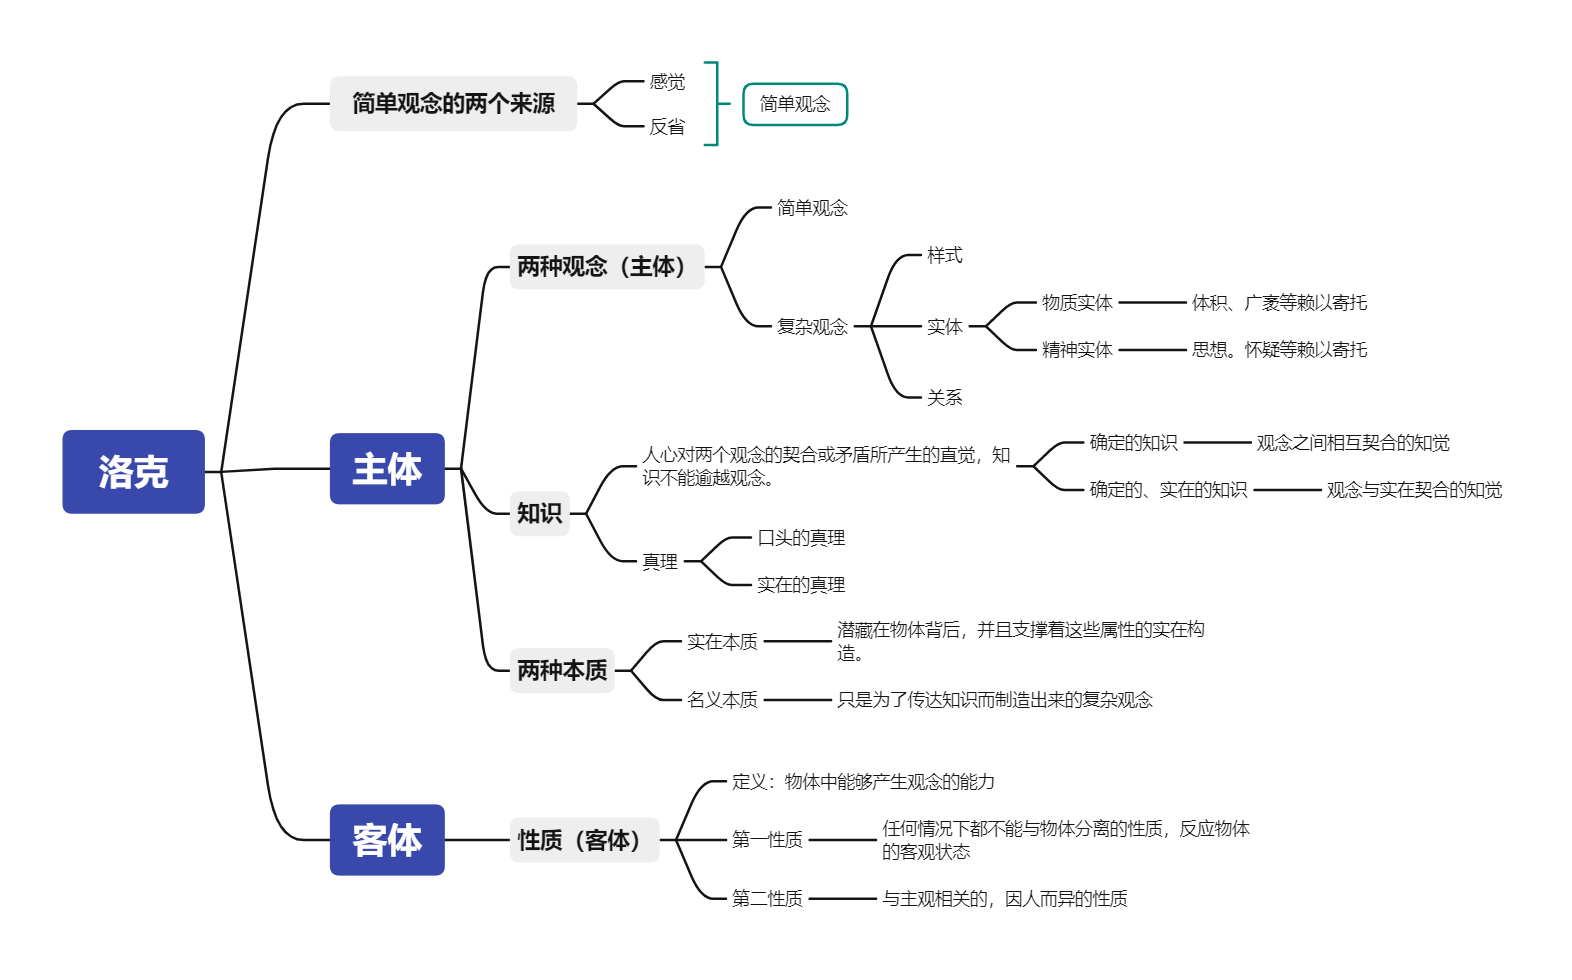 洛克
简单观念的两个来源
感觉
反省
简单观念
主体
两种观念（主体）
简单观念
复杂观念
样式
实体
物质实体
体积、广袤等赖以寄托
精神实体
思想。怀疑等赖以寄托
关系
知识
人心对两个观念的契合或矛盾所产生的直觉，知
识不能逾越观念。
确定的知识
观念之间相互契合的知觉
确定的、实在的知识
观念与实在契合的知觉
真理
口头的真理
实在的真理
两种本质
实在本质
潜藏在物体背后，并且支撑着这些属性的实在构
造。
名义本质
只是为了传达知识而制造出来的复杂观念
客体
性质（客体）
定义：物体中能够产生观念的能力
第一性质
任何情况下都不能与物体分离的性质，反应物体
的客观状态
第二性质
与主观相关的，因人而异的性质